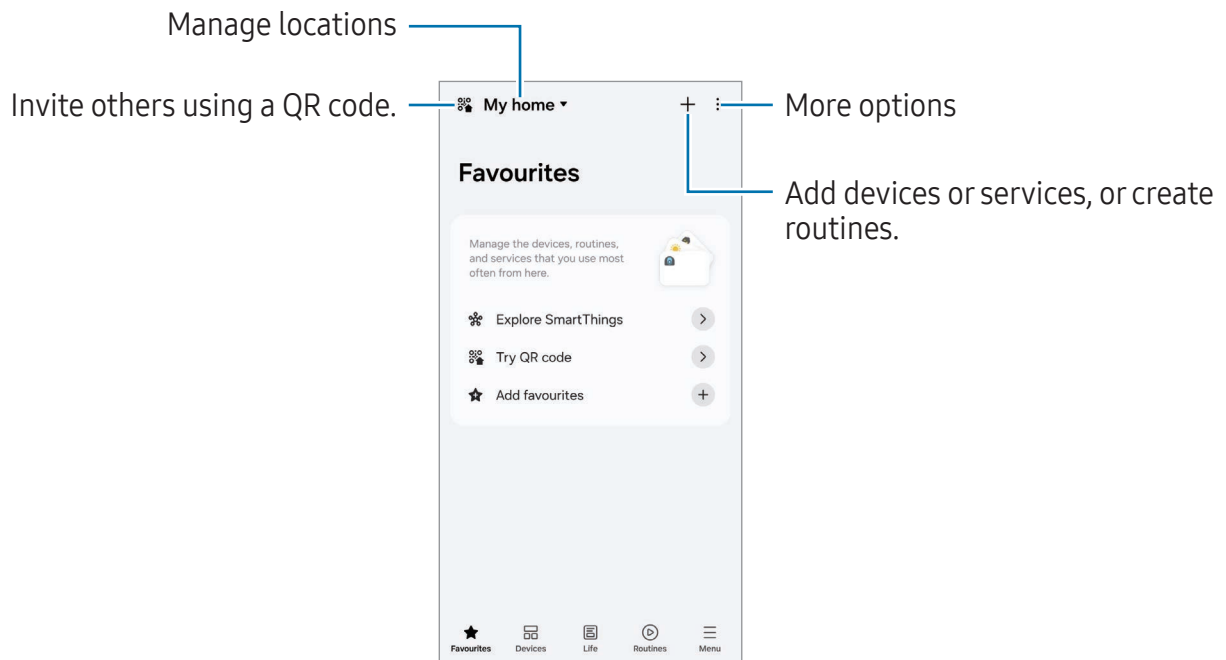 Manage locations
Invite others using a QR code.
My home
More options
Favourites
Add devices or services, or create
routines.
Manage the devices, routines,
and services that you use most
often from here.
Explore SmartThings
Try QR code
Add favourites
Favourites Devices Life Routines Menu